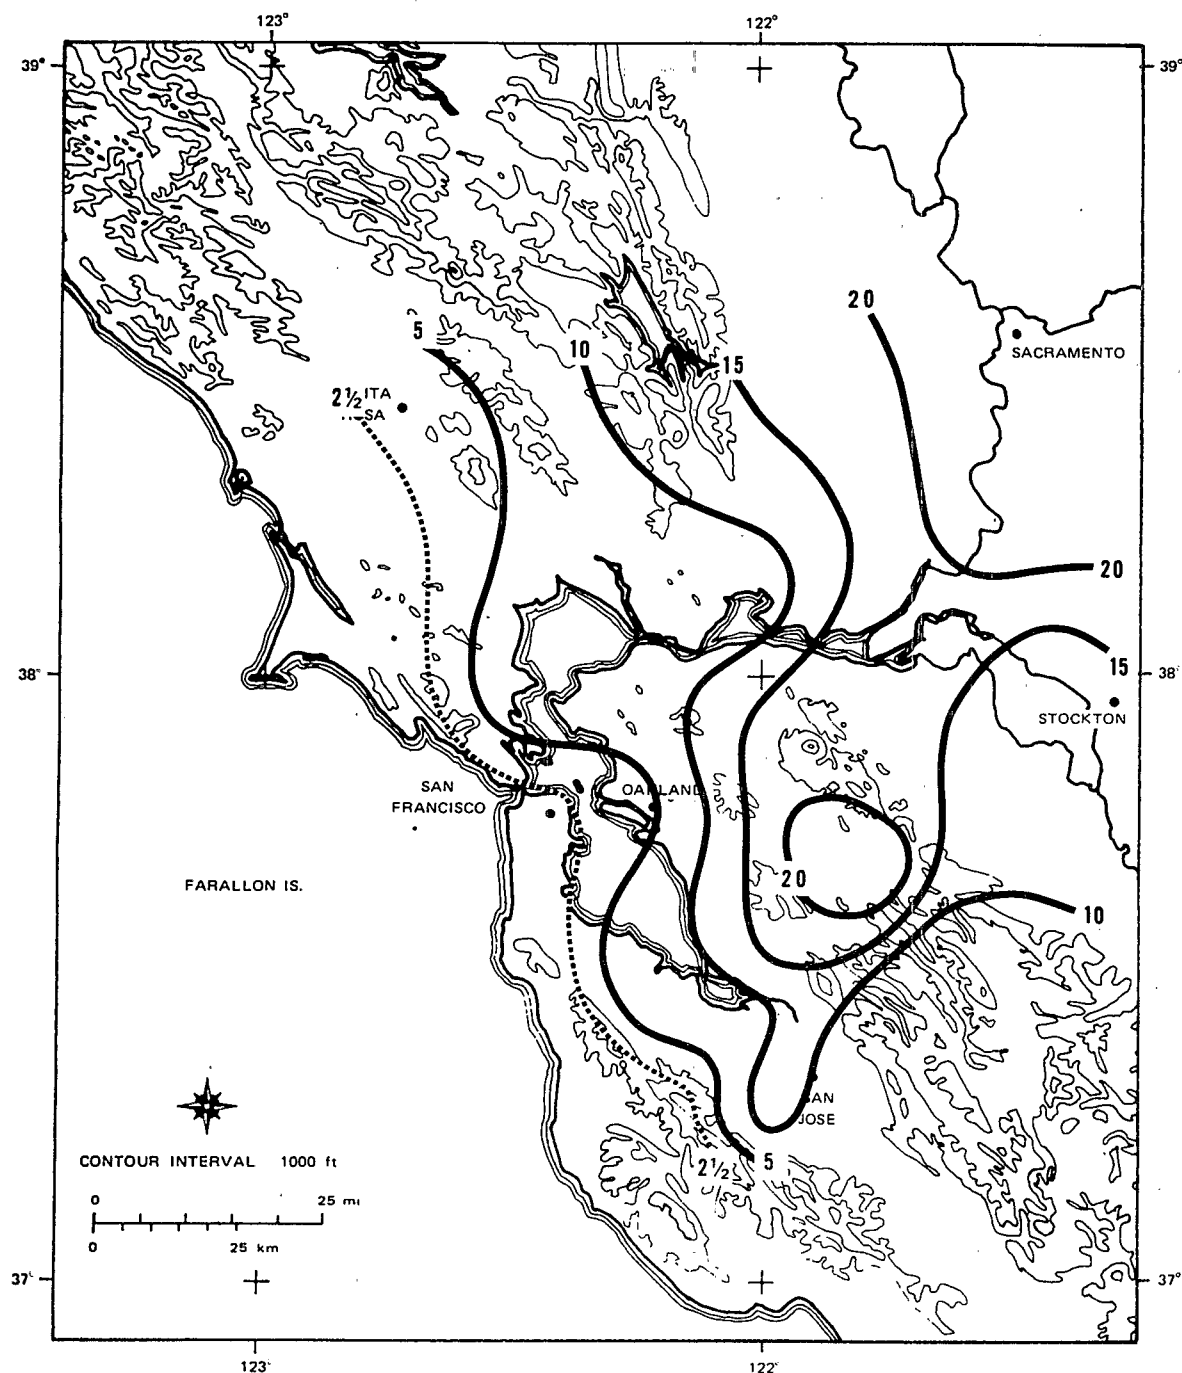 123° 122°
39° 39°
20
SACRAMENTO
5
10
15
2½ ITA
SA
20
38° 38°
15
STOCKTON
SAN
FRANCISCO
OAKLAND
20
FARALLON IS.
10
SAN
JOSE
2½ 5
CONTOUR INTERVAL 1000 ft
0 25 mi
0 25 km
37° 37°
123° 122°